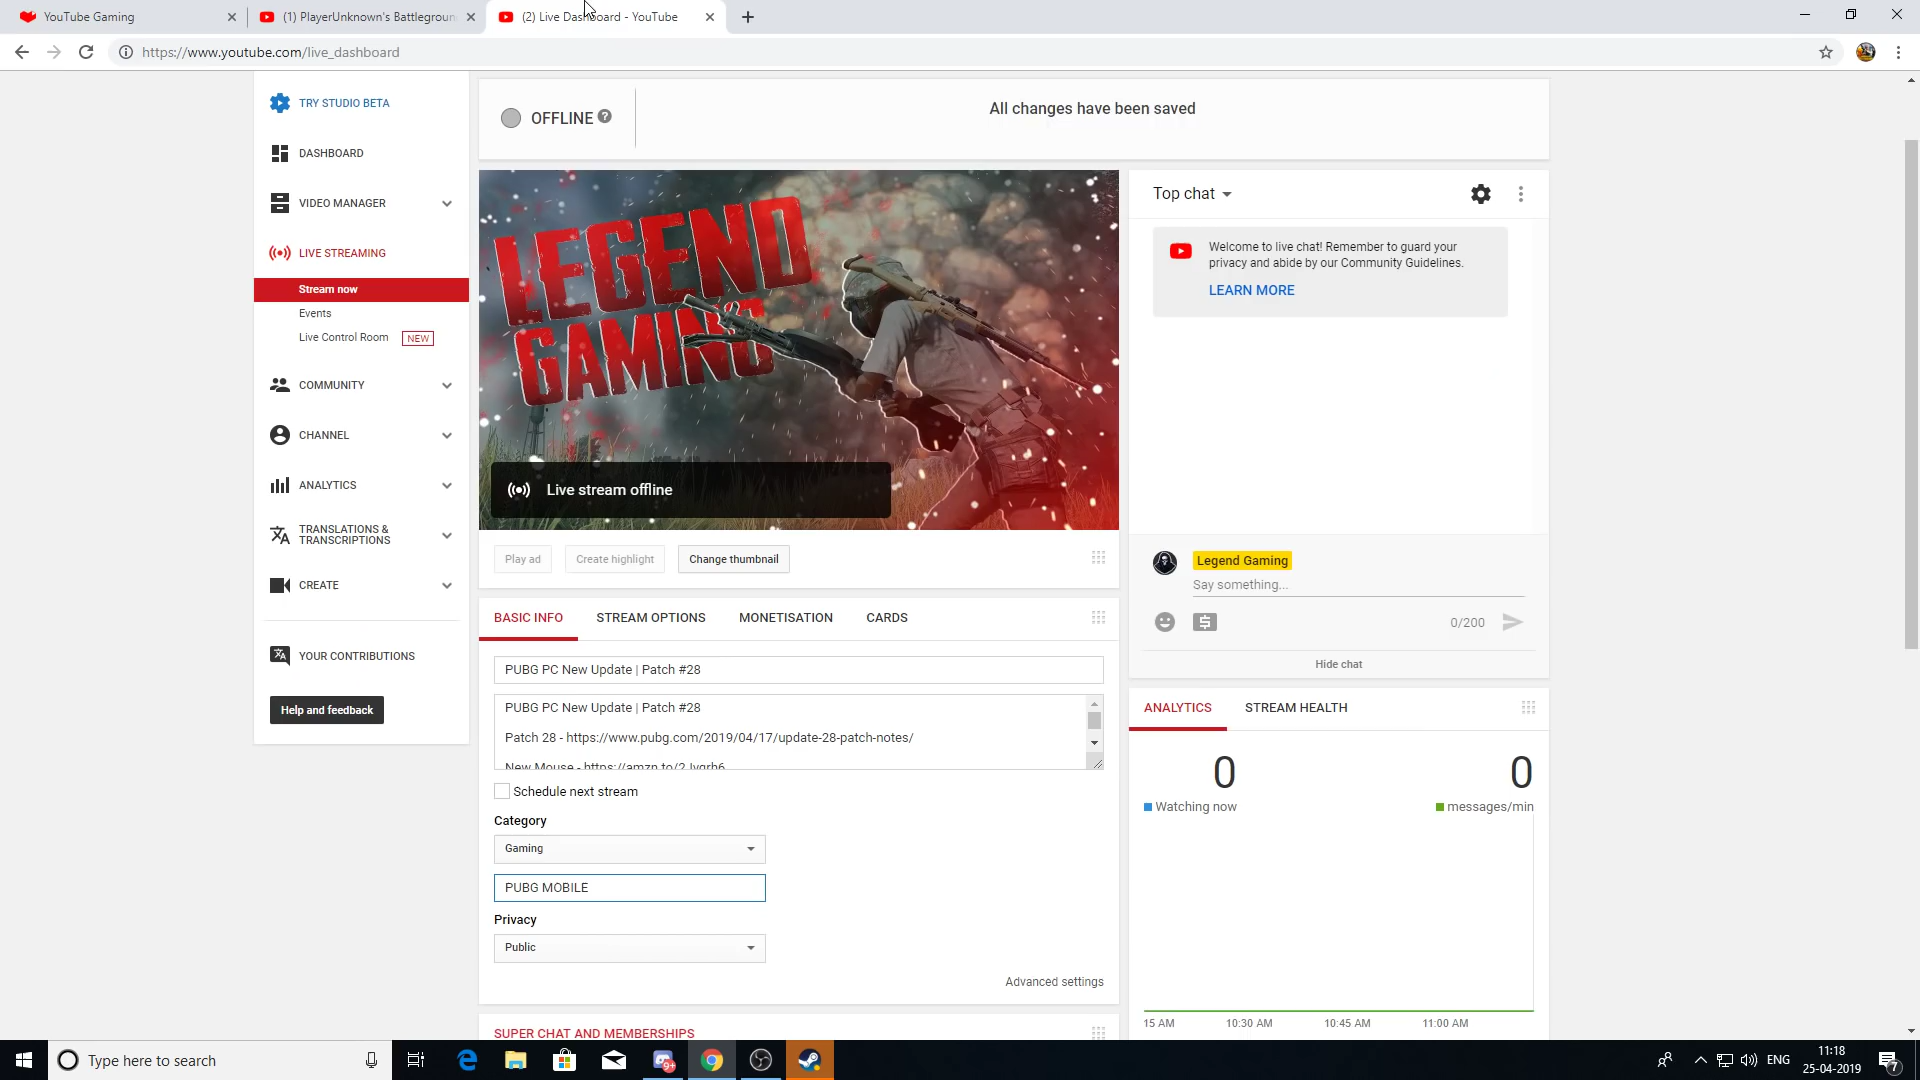 YouTube Gaming
(1) PlayerUnknown's Battlegroun
(2) Live Dashboard - YouTube
https://www.youtube.com/live_dashboard
TRY STUDIO BETA
DASHBOARD
VIDEO MANAGER
LIVE STREAMING
Stream now
Events
Live Control Room NEW
COMMUNITY
CHANNEL
ANALYTICS
TRANSLATIONS &
TRANSCRIPTIONS
CREATE
YOUR CONTRIBUTIONS
Help and feedback
OFFLINE ?
All changes have been saved
LEGEND
GAMING
Live stream offline
Play ad
Create highlight
Change thumbnail
BASIC INFO
STREAM OPTIONS
MONETISATION
CARDS
PUBG PC New Update | Patch #28
PUBG PC New Update | Patch #28
Patch 28 - https://www.pubg.com/2019/04/17/update-28-patch-notes/
New Mouse - https://amzn.to/2Jvgrh6
Schedule next stream
Category
Gaming
PUBG MOBILE
Privacy
Public
Advanced settings
SUPER CHAT AND MEMBERSHIPS
Top chat
Welcome to live chat! Remember to guard your
privacy and abide by our Community Guidelines.
LEARN MORE
Legend Gaming
Say something...
0/200
Hide chat
ANALYTICS
STREAM HEALTH
0
0
Watching now
messages/min
15 AM
10:30 AM
10:45 AM
11:00 AM
Type here to search
9+
ENG
11:18
25-04-2019
7